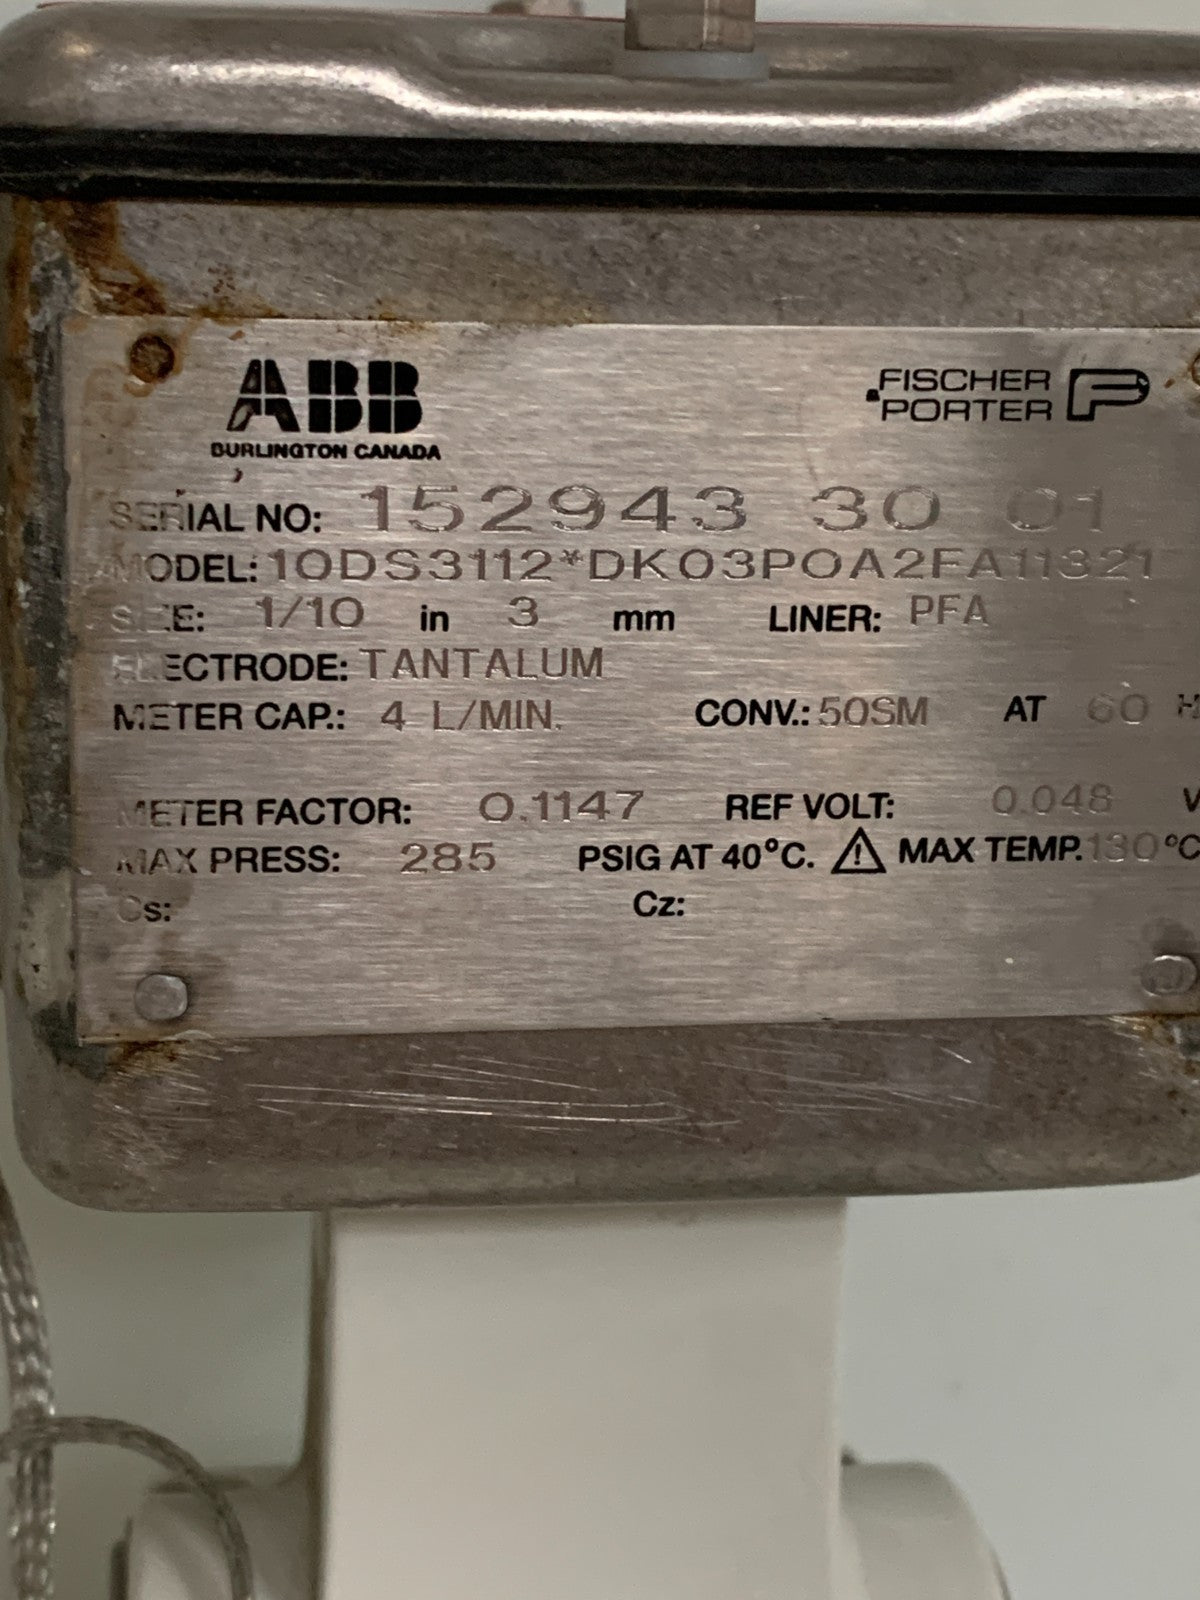 ABB
BURLINGTON CANADA
FISCHER
PORTER
SERIAL NO: 152943 30 01
MODEL: 10DS3112*DK03POA2FA11321
SIZE: 1/10 in 3 mm LINER: PFA
ELECTRODE: TANTALUM
METER CAP.: 4 L/MIN. CONV.: 50SM AT 60 H
METER FACTOR: 0.1147 REF VOLT: 0.048 V
MAX PRESS: 285 PSIG AT 40°C. ⚠ MAX TEMP. 130 °C
Cs: Cz: